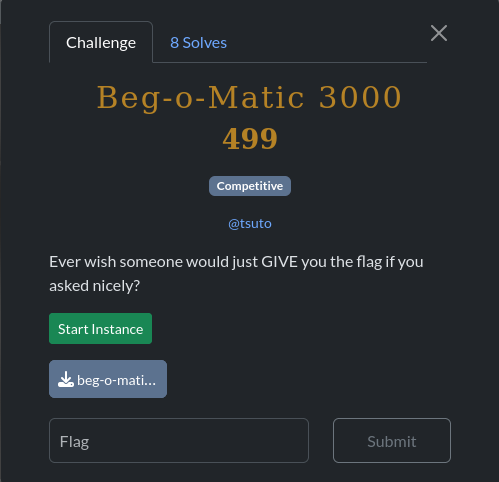 Challenge
8 Solves
Beg-o-Matic 3000
499
Competitive
@tsuto
Ever wish someone would just GIVE you the flag if you
asked nicely?
Start Instance
beg-o-mati...
Flag
Submit